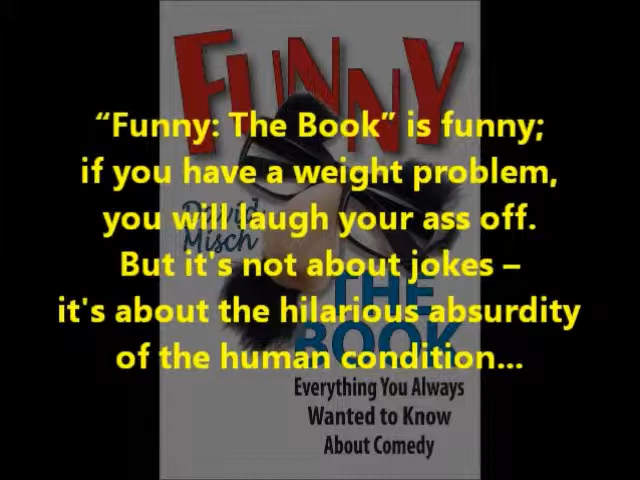 FUNNY
“Funny: The Book” is funny;
if you have a weight problem,
you will laugh your ass off.
But it's not about jokes –
it's about the hilarious absurdity
of the human condition...
David
Misch
THE
BOOK
Everything You Always
Wanted to Know
About Comedy